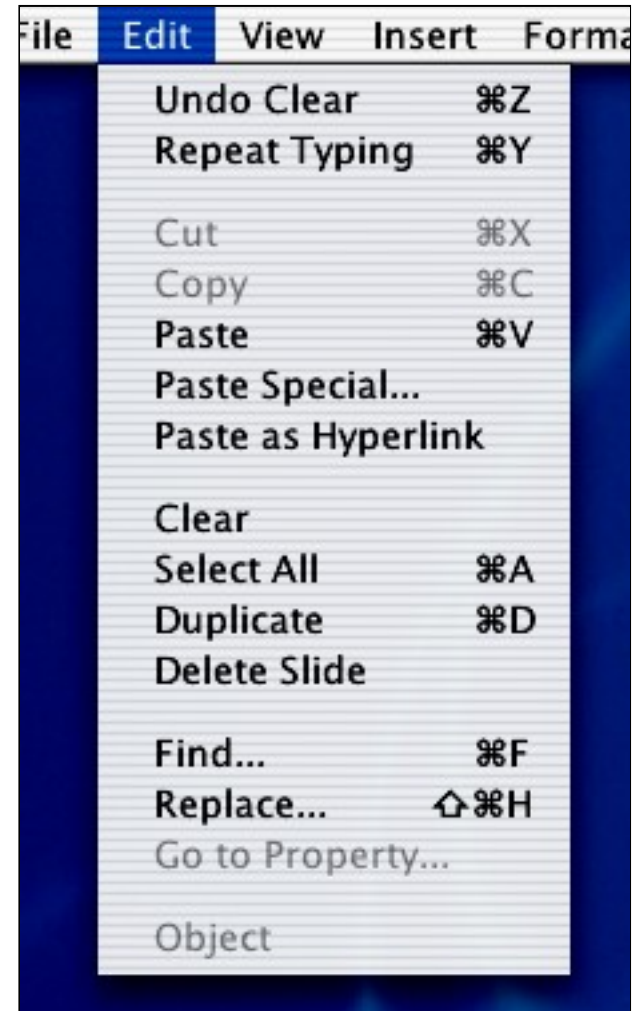 File Edit View Insert Forma
Undo Clear ⌘Z
Repeat Typing ⌘Y
Cut ⌘X
Copy ⌘C
Paste ⌘V
Paste Special...
Paste as Hyperlink
Clear
Select All ⌘A
Duplicate ⌘D
Delete Slide
Find... ⌘F
Replace... ⇧⌘H
Go to Property...
Object